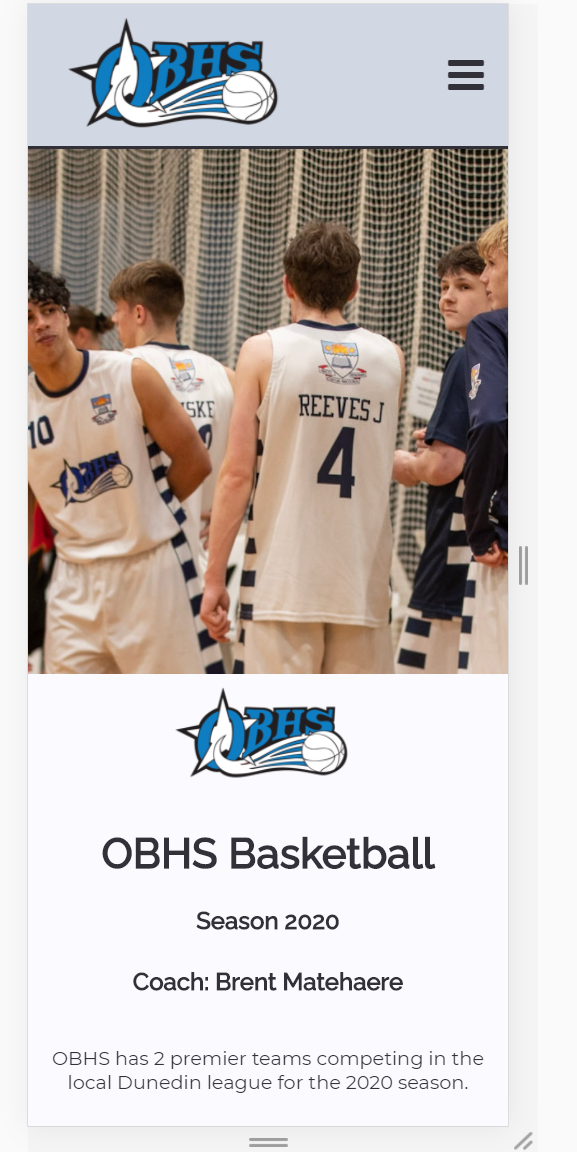 OBHS
ISKE
REEVES J
4
10
OBHS
OBHS
OBHS Basketball
Season 2020
Coach: Brent Matehaere
OBHS has 2 premier teams competing in the
local Dunedin league for the 2020 season.